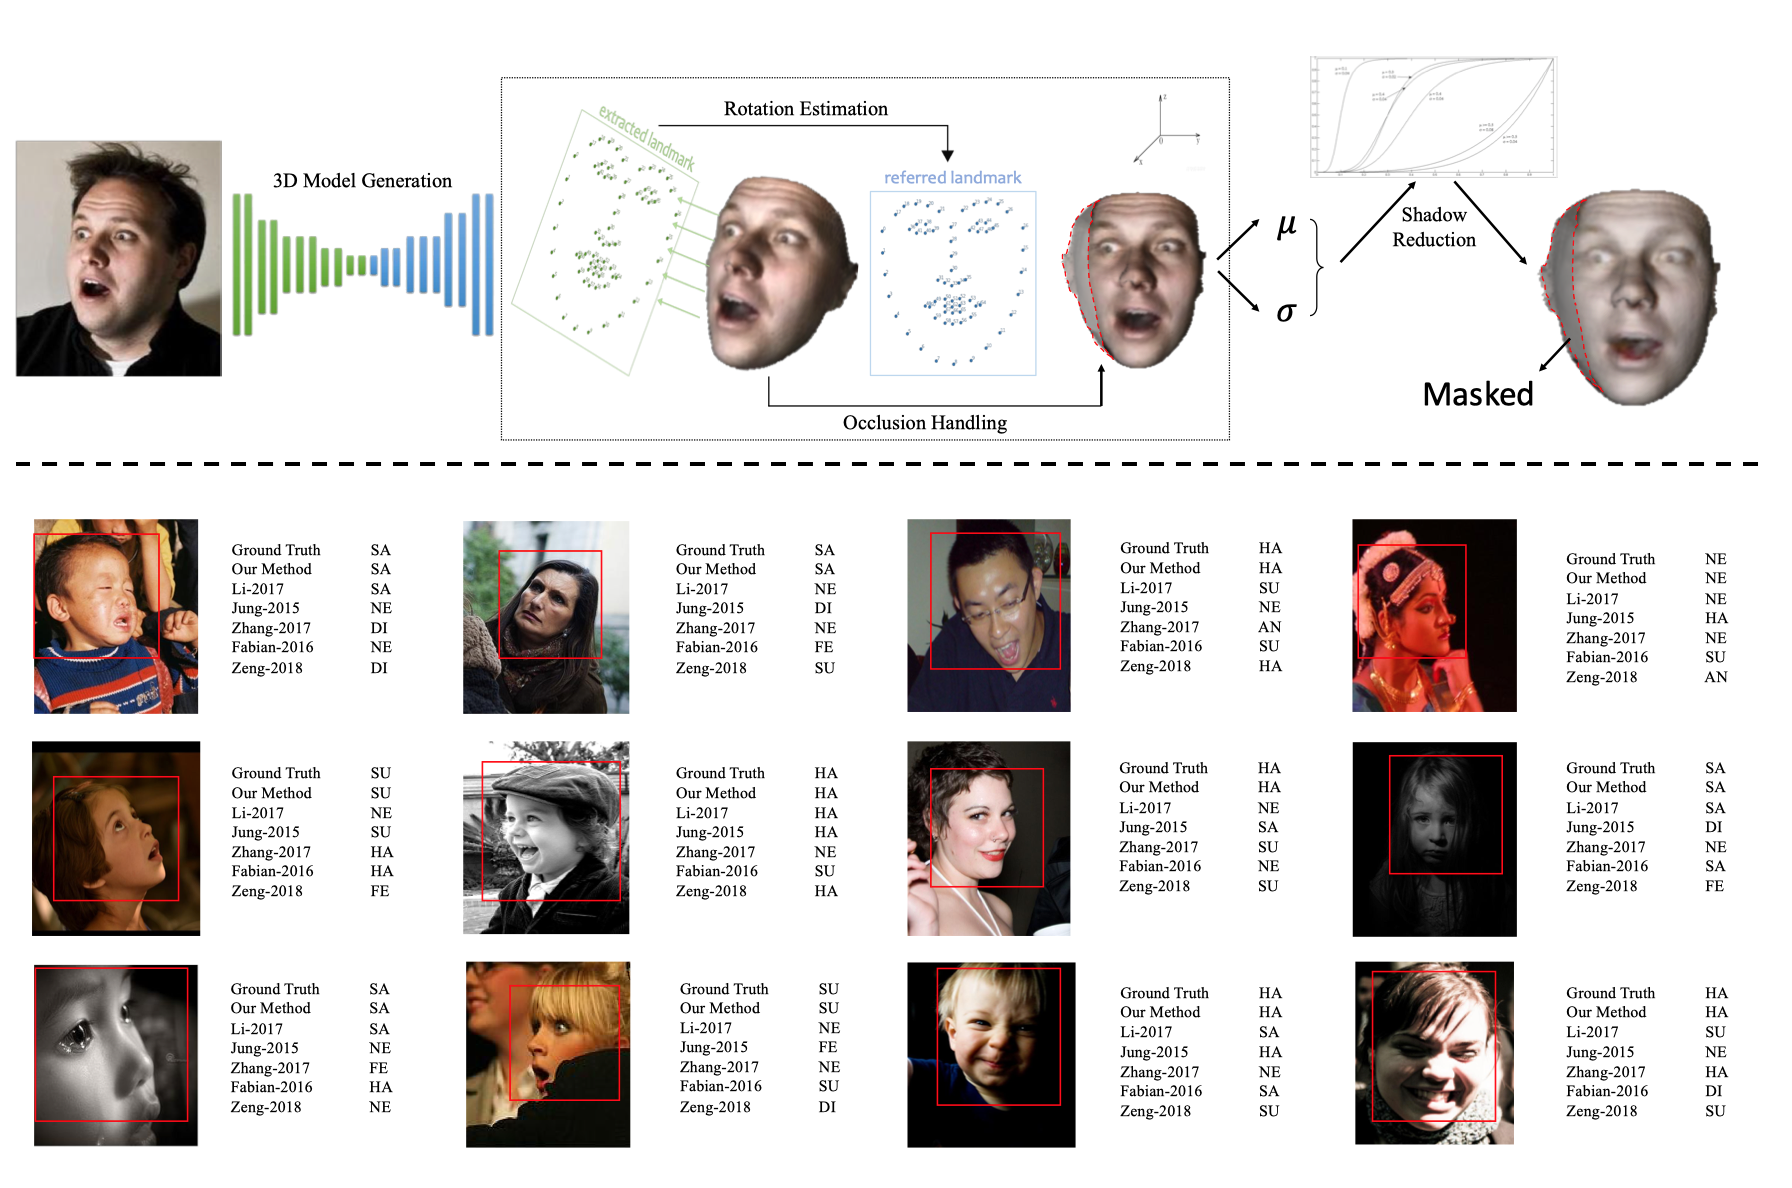 3D Model Generation
extracted landmark
Rotation Estimation
referred landmark
Occlusion Handling
z
y
x
0
μ
σ
Shadow
Reduction
Masked
Ground Truth SA
Our Method SA
Li-2017 SA
Jung-2015 NE
Zhang-2017 DI
Fabian-2016 NE
Zeng-2018 DI
Ground Truth SA
Our Method SA
Li-2017 NE
Jung-2015 DI
Zhang-2017 NE
Fabian-2016 FE
Zeng-2018 SU
Ground Truth HA
Our Method HA
Li-2017 SU
Jung-2015 NE
Zhang-2017 AN
Fabian-2016 SU
Zeng-2018 HA
Ground Truth NE
Our Method NE
Li-2017 NE
Jung-2015 HA
Zhang-2017 NE
Fabian-2016 SU
Zeng-2018 AN
Ground Truth SU
Our Method SU
Li-2017 NE
Jung-2015 SU
Zhang-2017 HA
Fabian-2016 HA
Zeng-2018 FE
Ground Truth HA
Our Method HA
Li-2017 HA
Jung-2015 HA
Zhang-2017 NE
Fabian-2016 SU
Zeng-2018 HA
Ground Truth HA
Our Method HA
Li-2017 NE
Jung-2015 SA
Zhang-2017 SU
Fabian-2016 NE
Zeng-2018 SU
Ground Truth SA
Our Method SA
Li-2017 SA
Jung-2015 DI
Zhang-2017 NE
Fabian-2016 SA
Zeng-2018 FE
Ground Truth SA
Our Method SA
Li-2017 SA
Jung-2015 NE
Zhang-2017 FE
Fabian-2016 HA
Zeng-2018 NE
Ground Truth SU
Our Method SU
Li-2017 NE
Jung-2015 FE
Zhang-2017 NE
Fabian-2016 SU
Zeng-2018 DI
Ground Truth HA
Our Method HA
Li-2017 SA
Jung-2015 HA
Zhang-2017 NE
Fabian-2016 SA
Zeng-2018 SU
Ground Truth HA
Our Method HA
Li-2017 SU
Jung-2015 NE
Zhang-2017 HA
Fabian-2016 DI
Zeng-2018 SU